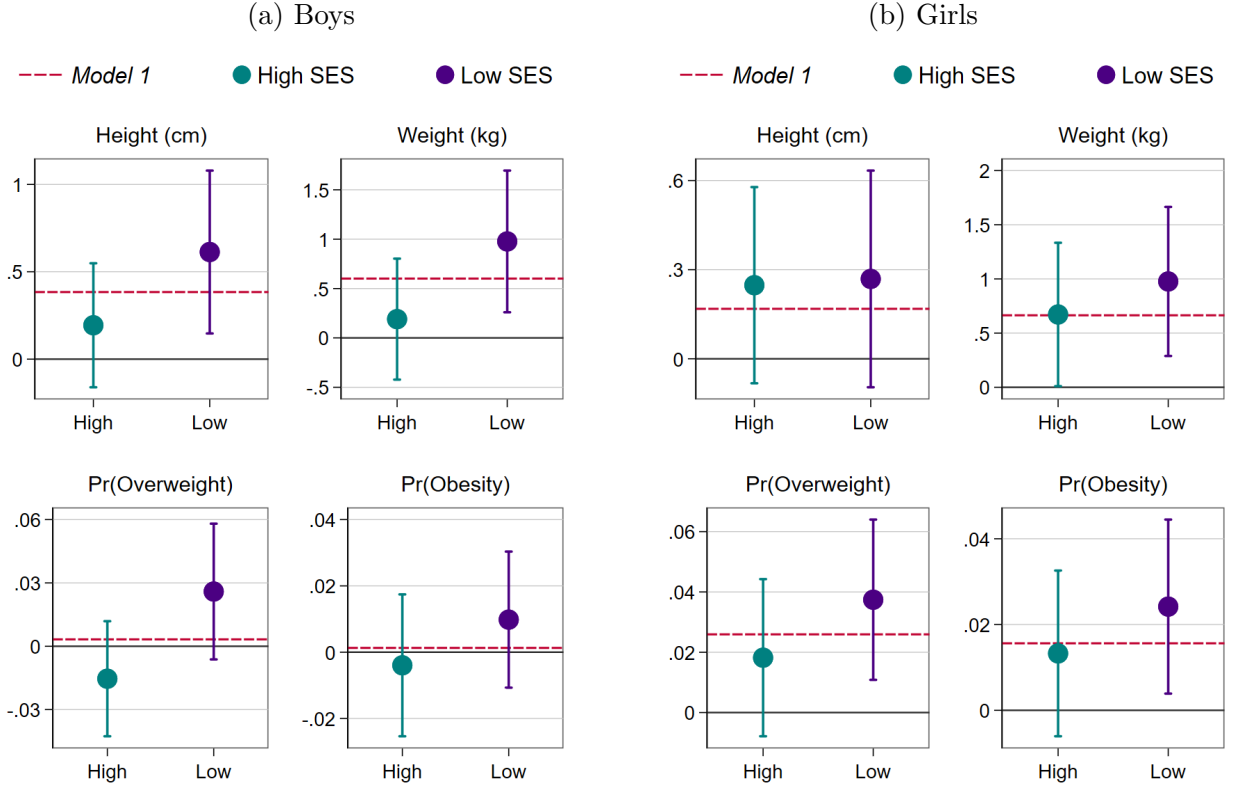 (a) Boys
Model 1 High SES Low SES
Height (cm)
1
.5
0
High Low
Weight (kg)
1.5
1
.5
0
-.5
High Low
Pr(Overweight)
.06
.03
0
-.03
High Low
Pr(Obesity)
.04
.02
0
-.02
High Low
(b) Girls
Model 1 High SES Low SES
Height (cm)
.6
.3
0
High Low
Weight (kg)
2
1.5
1
.5
0
High Low
Pr(Overweight)
.06
.04
.02
0
High Low
Pr(Obesity)
.04
.02
0
High Low